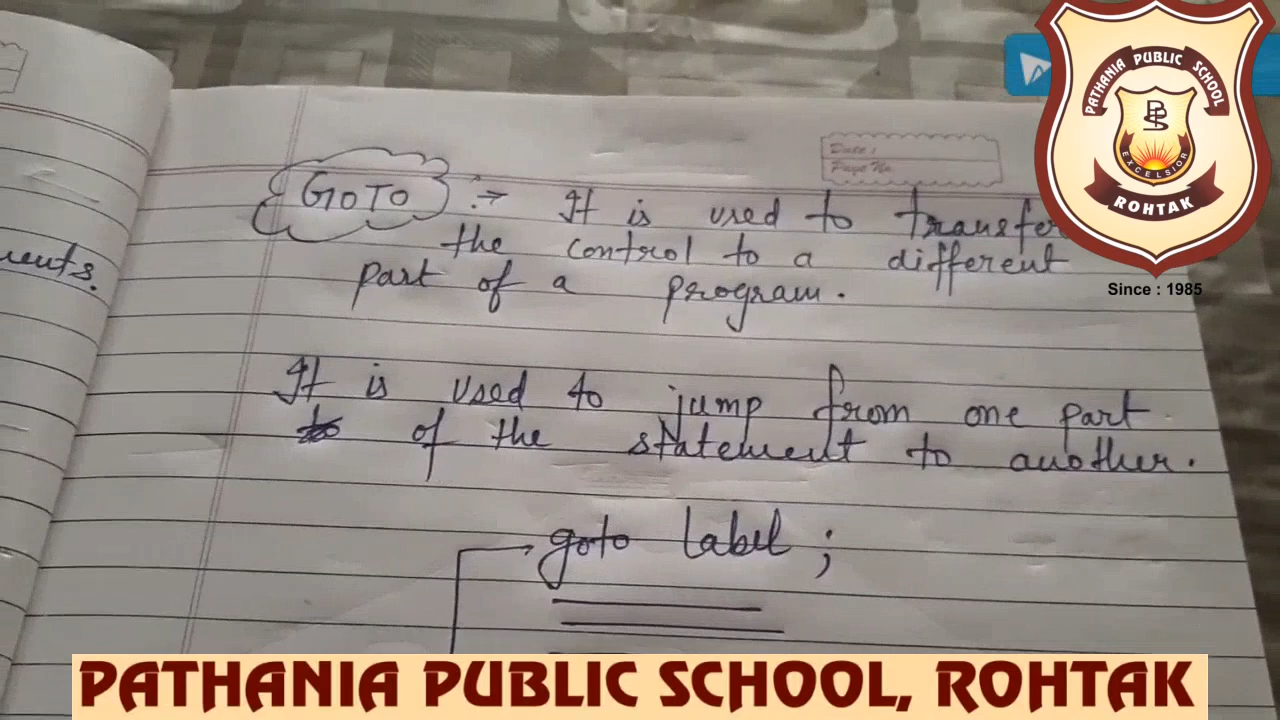 PATHANIA PUBLIC SCHOOL
PS
EXCELSIOR
ROHTAK
Since : 1985
Date :
Page No
GOTO :→ It is used to transfer
the control to a different
part of a program.
uents.
It is used to jump from one part
of the statement to another.
goto label ;
PATHANIA PUBLIC SCHOOL, ROHTAK